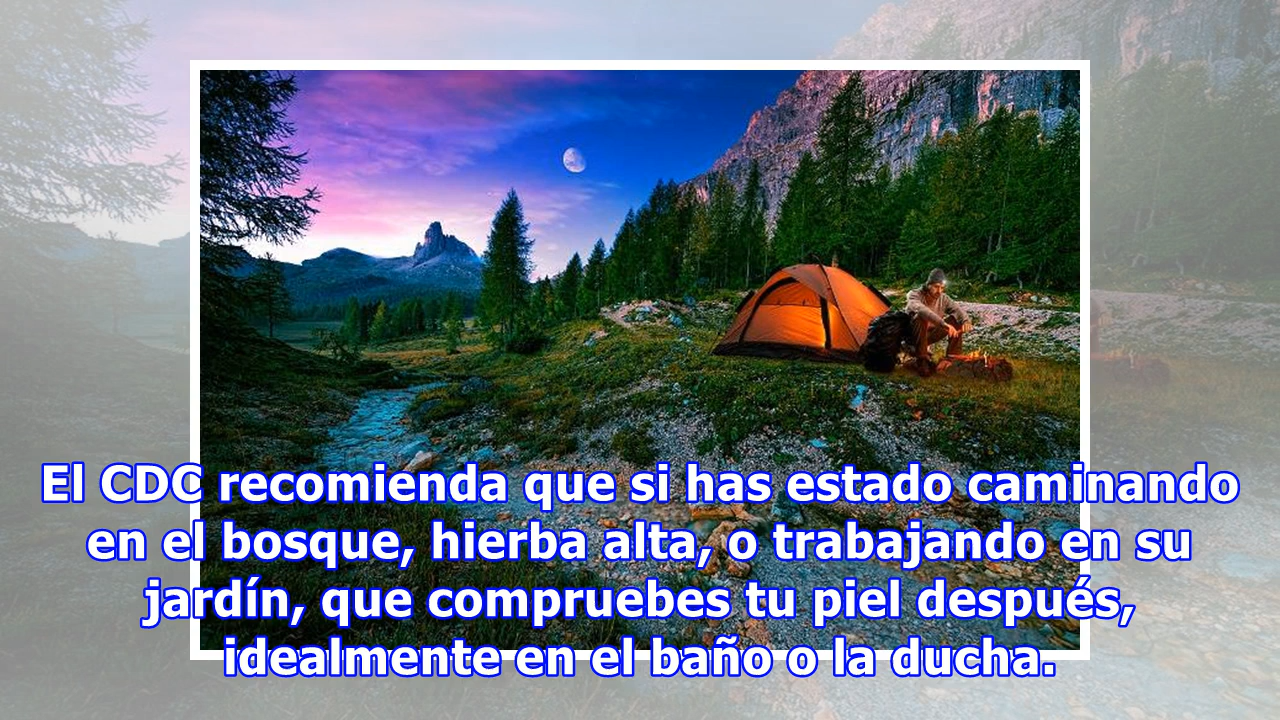 El CDC recomienda que si has estado caminando
en el bosque, hierba alta, o trabajando en su
jardín, que compruebes tu piel después,
idealmente en el baño o la ducha.